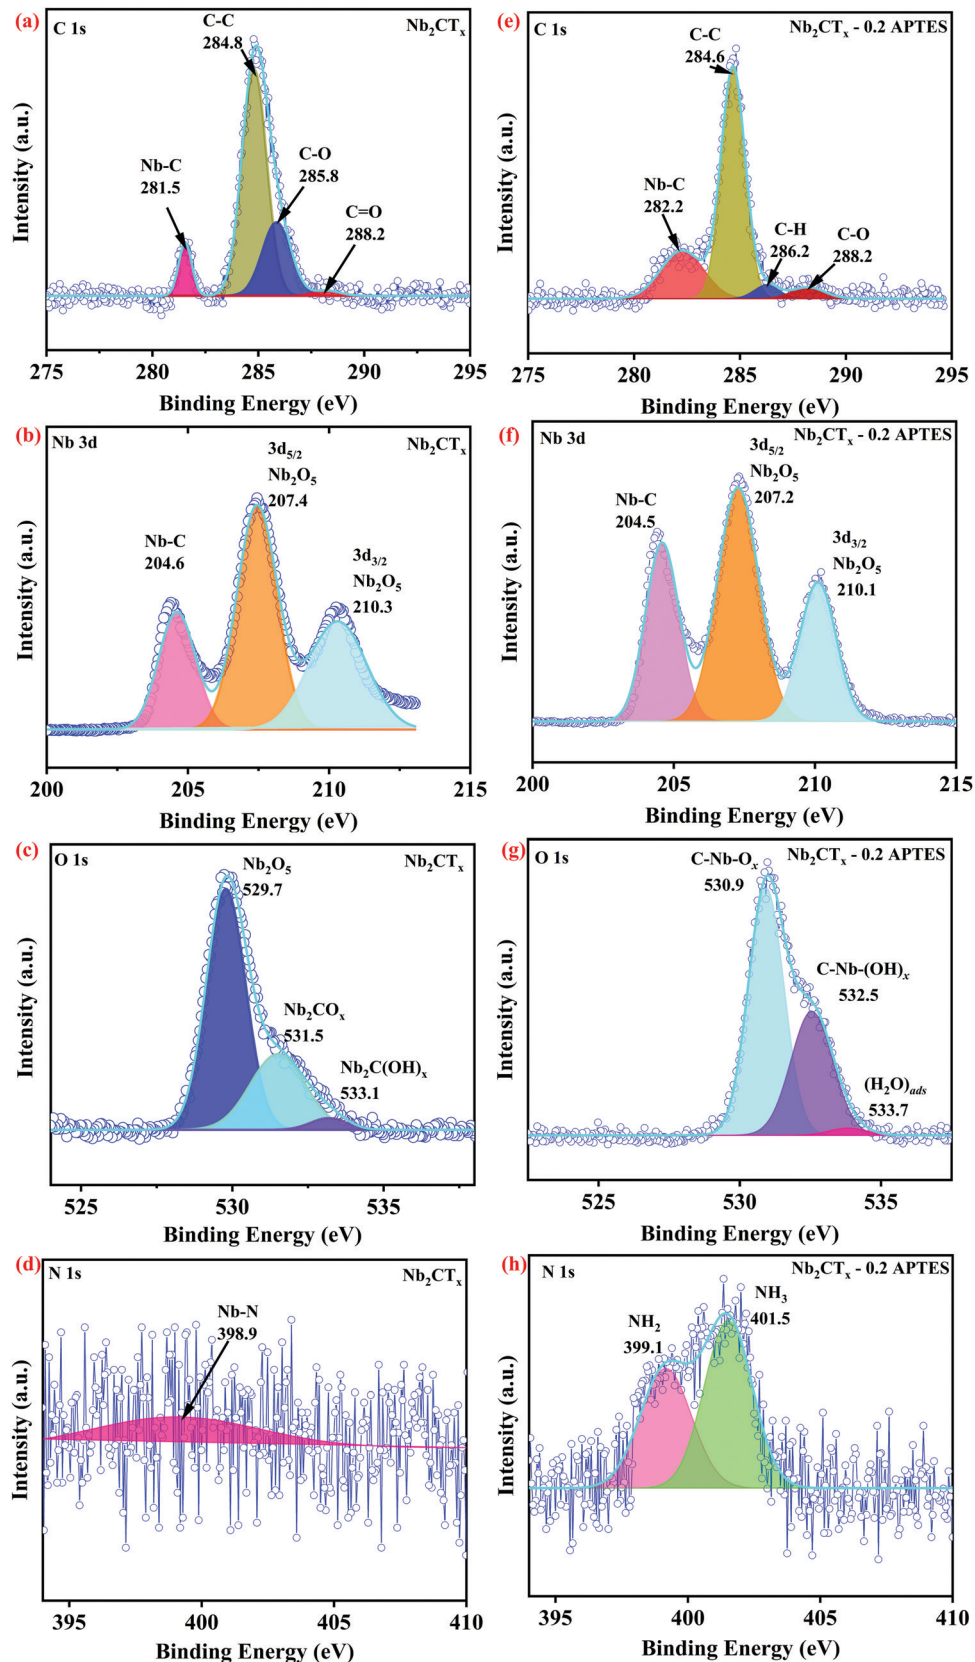 (a)
C 1s
Nb₂CTₓ
C-C
284.8
Nb-C
281.5
C-O
285.8
C=O
288.2
Intensity (a.u.)
275 280 285 290 295
Binding Energy (eV)
(e)
C 1s
Nb₂CTₓ - 0.2 APTES
C-C
284.6
Nb-C
282.2
C-H
286.2
C-O
288.2
Intensity (a.u.)
275 280 285 290 295
Binding Energy (eV)
(b)
Nb 3d
Nb₂CTₓ
3d₅/₂
Nb₂O₅
207.4
Nb-C
204.6
3d₃/₂
Nb₂O₅
210.3
Intensity (a.u.)
200 205 210 215
Binding Energy (eV)
(f)
Nb 3d
Nb₂CTₓ - 0.2 APTES
3d₅/₂
Nb₂O₅
207.2
Nb-C
204.5
3d₃/₂
Nb₂O₅
210.1
Intensity (a.u.)
200 205 210 215
Binding Energy (eV)
(c)
O 1s
Nb₂CTₓ
Nb₂O₅
529.7
Nb₂COₓ
531.5
Nb₂C(OH)ₓ
533.1
Intensity (a.u.)
525 530 535
Binding Energy (eV)
(g)
O 1s
Nb₂CTₓ - 0.2 APTES
C-Nb-Oₓ
530.9
C-Nb-(OH)ₓ
532.5
(H₂O)ads
533.7
Intensity (a.u.)
525 530 535
Binding Energy (eV)
(d)
N 1s
Nb₂CTₓ
Nb-N
398.9
Intensity (a.u.)
395 400 405 410
Binding Energy (eV)
(h)
N 1s
Nb₂CTₓ - 0.2 APTES
NH₃
401.5
NH₂
399.1
Intensity (a.u.)
395 400 405 410
Binding Energy (eV)